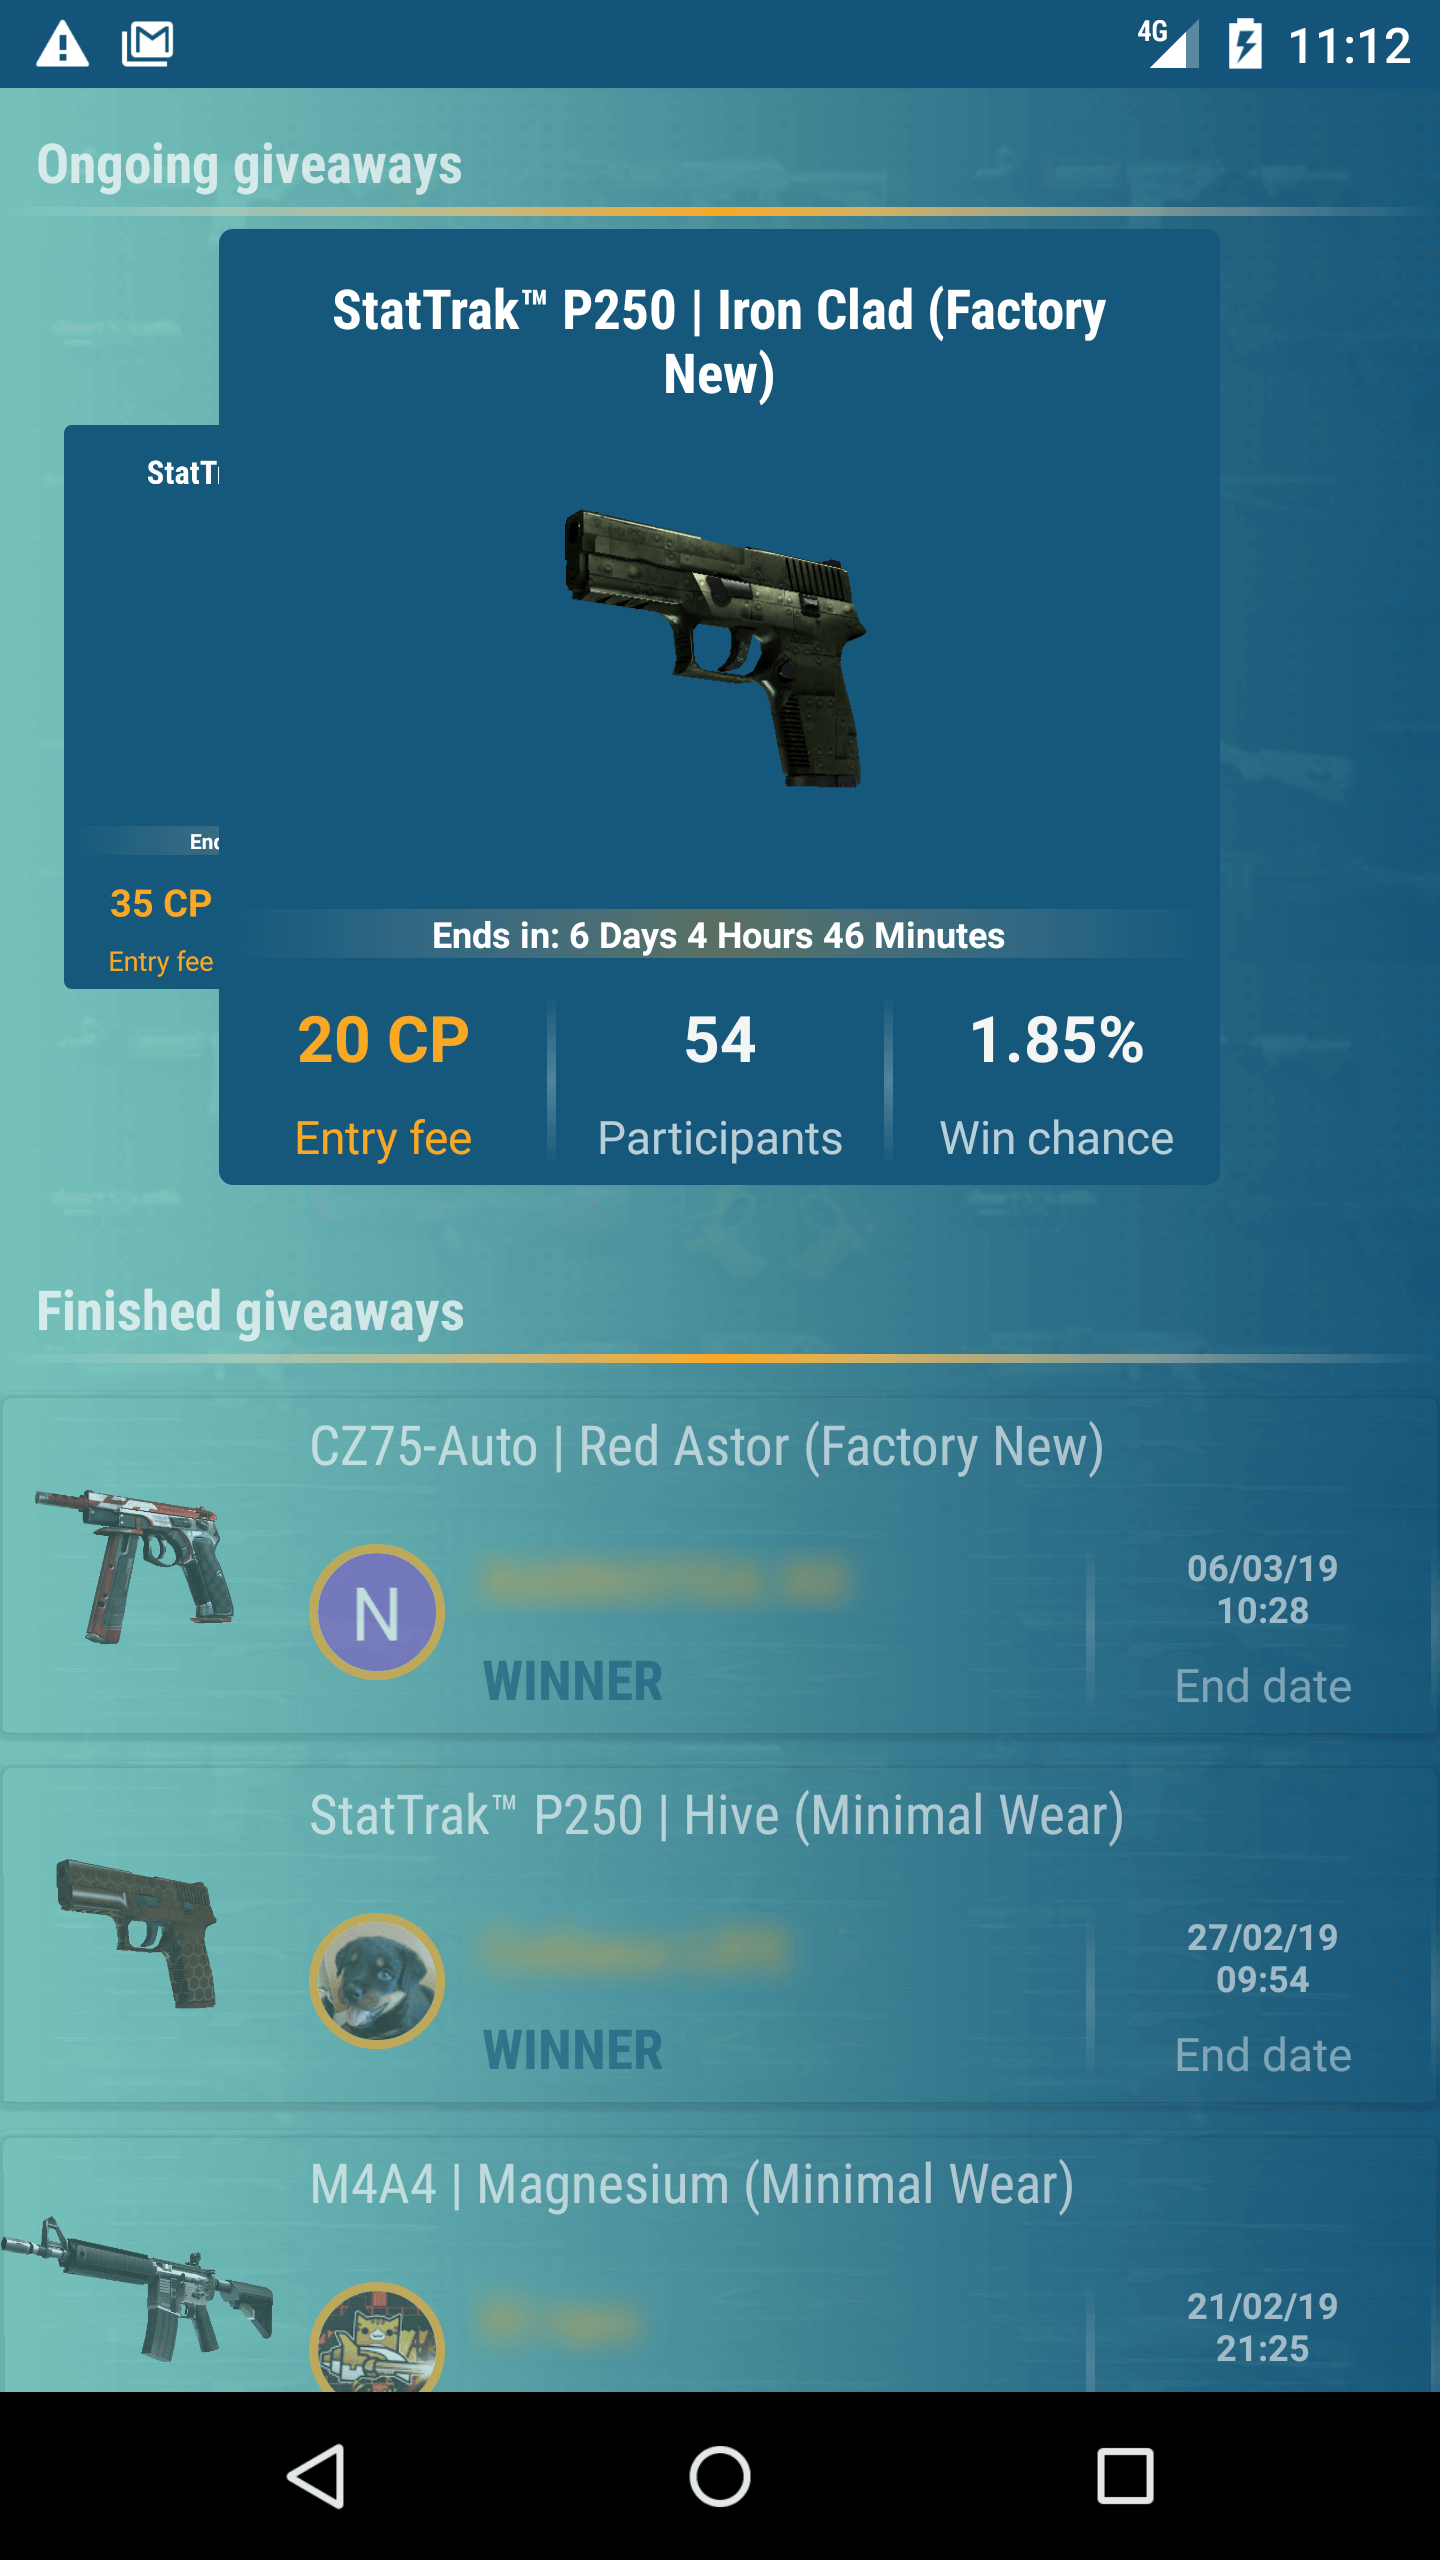 4G 11:12
Ongoing giveaways
StatTrak™ P250 | Iron Clad (Factory
New)
35 CP
Entry fee
Ends in: 6 Days 4 Hours 46 Minutes
20 CP 54 1.85%
Entry fee Participants Win chance
Finished giveaways
CZ75-Auto | Red Astor (Factory New)
N
WINNER
06/03/19
10:28
End date
StatTrak™ P250 | Hive (Minimal Wear)
WINNER
27/02/19
09:54
End date
M4A4 | Magnesium (Minimal Wear)
21/02/19
21:25